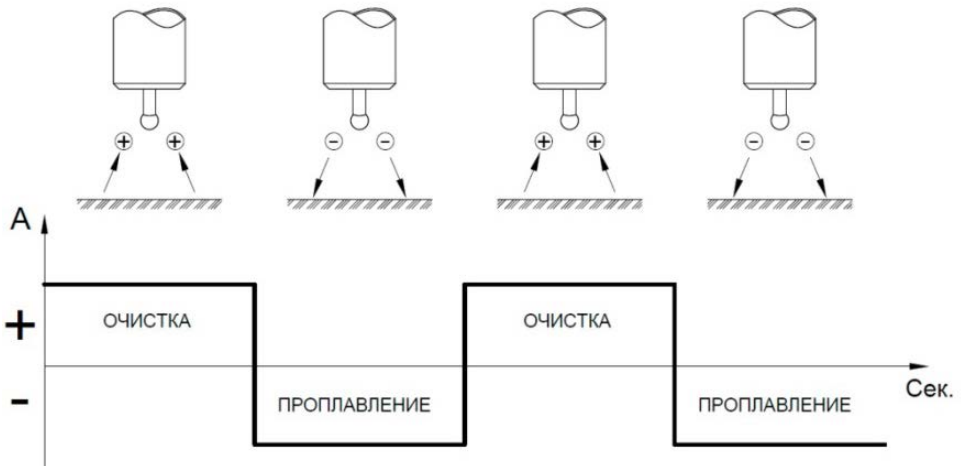 + + - - + + - -
А
+ ОЧИСТКА ОЧИСТКА
Сек.
- ПРОПЛАВЛЕНИЕ ПРОПЛАВЛЕНИЕ